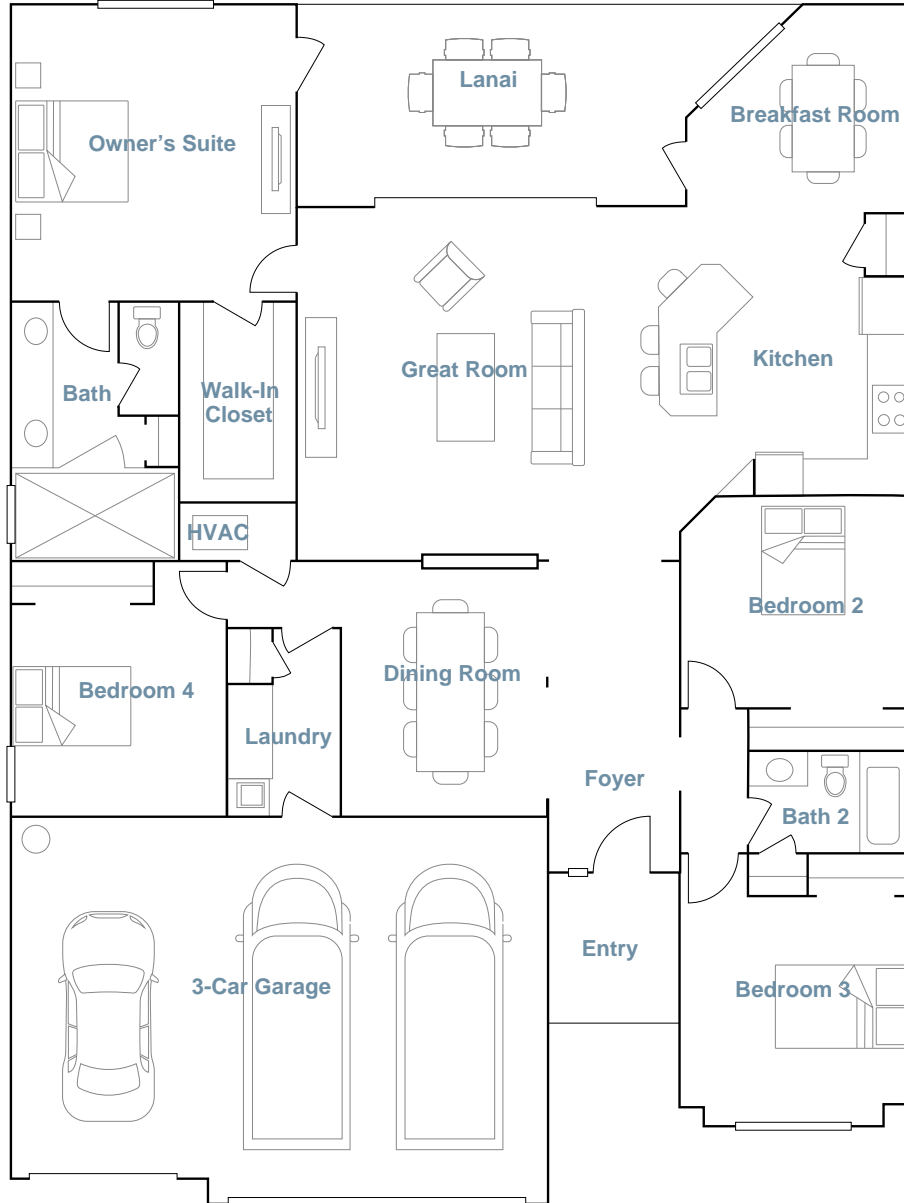 Lanai
Breakfast Room
Owner's Suite
Kitchen
Great Room
Bath
Walk-In
Closet
HVAC
Bedroom 2
Dining Room
Bedroom 4
Laundry
Foyer
Bath 2
Entry
3-Car Garage
Bedroom 3